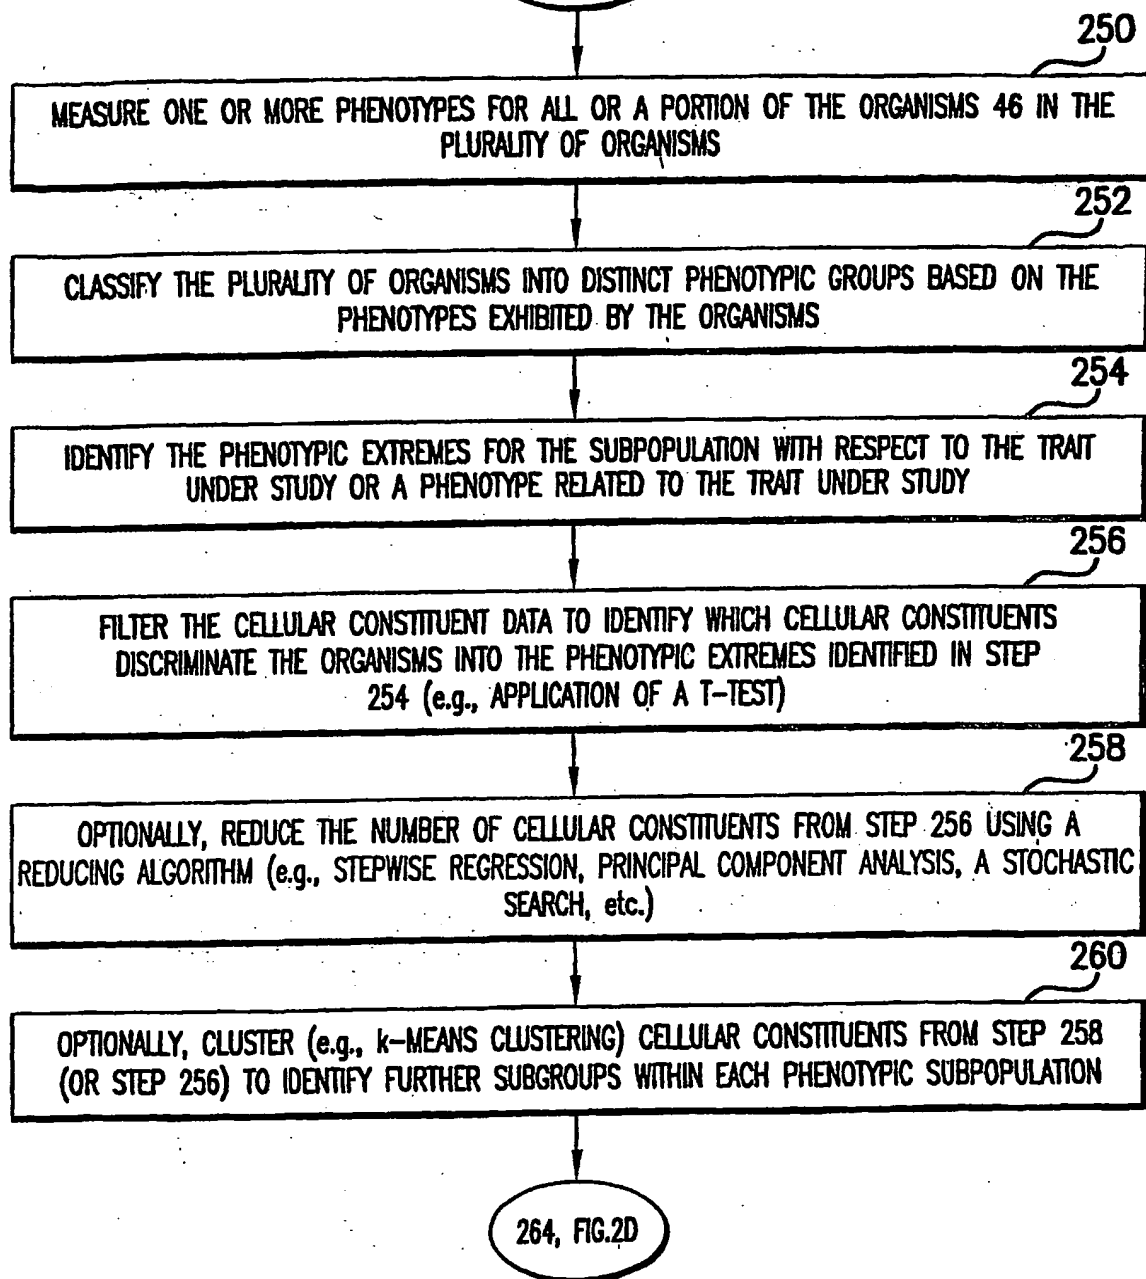 250
MEASURE ONE OR MORE PHENOTYPES FOR ALL OR A PORTION OF THE ORGANISMS 46 IN THE
PLURALITY OF ORGANISMS
252
CLASSIFY THE PLURALITY OF ORGANISMS INTO DISTINCT PHENOTYPIC GROUPS BASED ON THE
PHENOTYPES EXHIBITED BY THE ORGANISMS
254
IDENTIFY THE PHENOTYPIC EXTREMES FOR THE SUBPOPULATION WITH RESPECT TO THE TRAIT
UNDER STUDY OR A PHENOTYPE RELATED TO THE TRAIT UNDER STUDY
256
FILTER THE CELLULAR CONSTITUENT DATA TO IDENTIFY WHICH CELLULAR CONSTITUENTS
DISCRIMINATE THE ORGANISMS INTO THE PHENOTYPIC EXTREMES IDENTIFIED IN STEP
254 (e.g., APPLICATION OF A T-TEST)
258
OPTIONALLY, REDUCE THE NUMBER OF CELLULAR CONSTITUENTS FROM STEP 256 USING A
REDUCING ALGORITHM (e.g., STEPWISE REGRESSION, PRINCIPAL COMPONENT ANALYSIS, A STOCHASTIC
SEARCH, etc.)
260
OPTIONALLY, CLUSTER (e.g., k-MEANS CLUSTERING) CELLULAR CONSTITUENTS FROM STEP 258
(OR STEP 256) TO IDENTIFY FURTHER SUBGROUPS WITHIN EACH PHENOTYPIC SUBPOPULATION
264, FIG.2D